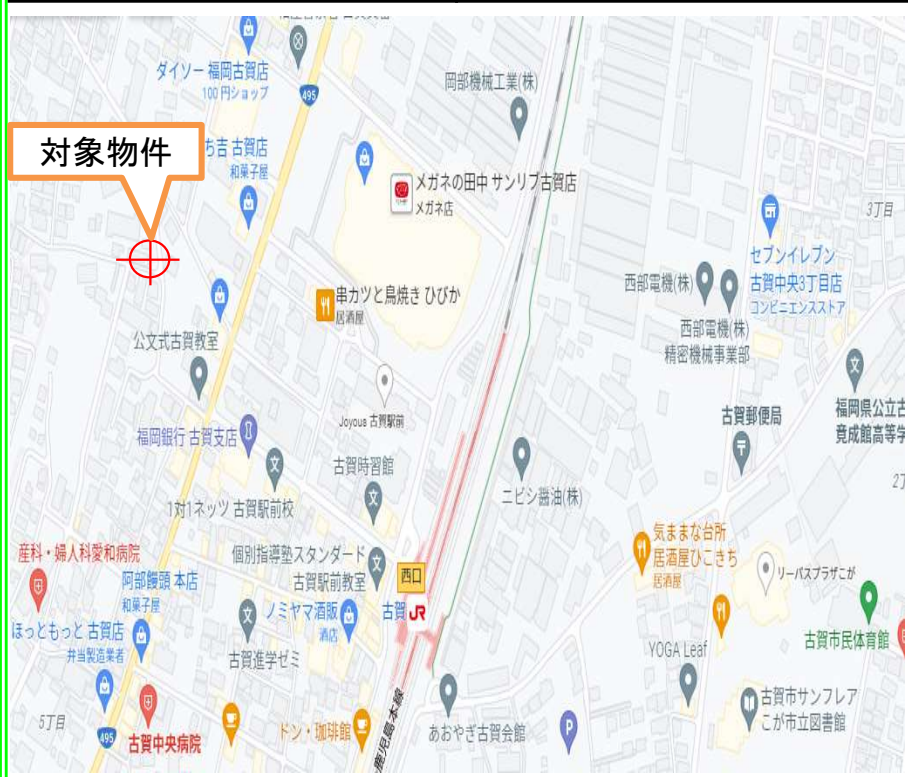 ダイソー 福岡古賀店
100 円ショップ
495
岡部機械工業(株)
対象物件
ち吉 古賀店
和菓子屋
メガネの田中 サンリブ古賀店
メガネ店
3丁目
セブンイレブン
古賀中央3丁目店
コンビニエンスストア
西部電機(株)
西部電機(株)
精密機械事業部
串カツと鳥焼き ひびか
居酒屋
公文式古賀教室
Joyous 古賀駅前
古賀郵便局
福岡県公立古
竟成館高等学
福岡銀行 古賀支店
古賀時習館
ニビシ醤油(株)
2丁
1対1ネッツ 古賀駅前校
産科・婦人科愛和病院
個別指導塾スタンダード
古賀駅前教室
西口
気ままな台所
居酒屋ひこきち
居酒屋
リーパスプラザこが
阿部饅頭 本店
和菓子屋
ノミヤマ酒販
酒店
古賀
JR
ほっともっと 古賀店
弁当製造業者
古賀進学ゼミ
YOGA Leaf
古賀市民体育館
古賀市サンフレア
こが市立図書館
5丁目
495
古賀中央病院
ドン・珈琲館
鹿児島本線
あおやぎ古賀会館
P